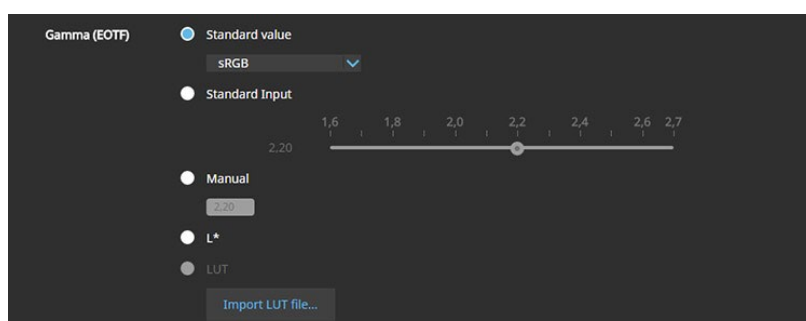 Gamma (EOTF) Standard value
sRGB
Standard Input
1,6 1,8 2,0 2,2 2,4 2,6 2,7
2,20
Manual
2,20
L*
LUT
Import LUT file...